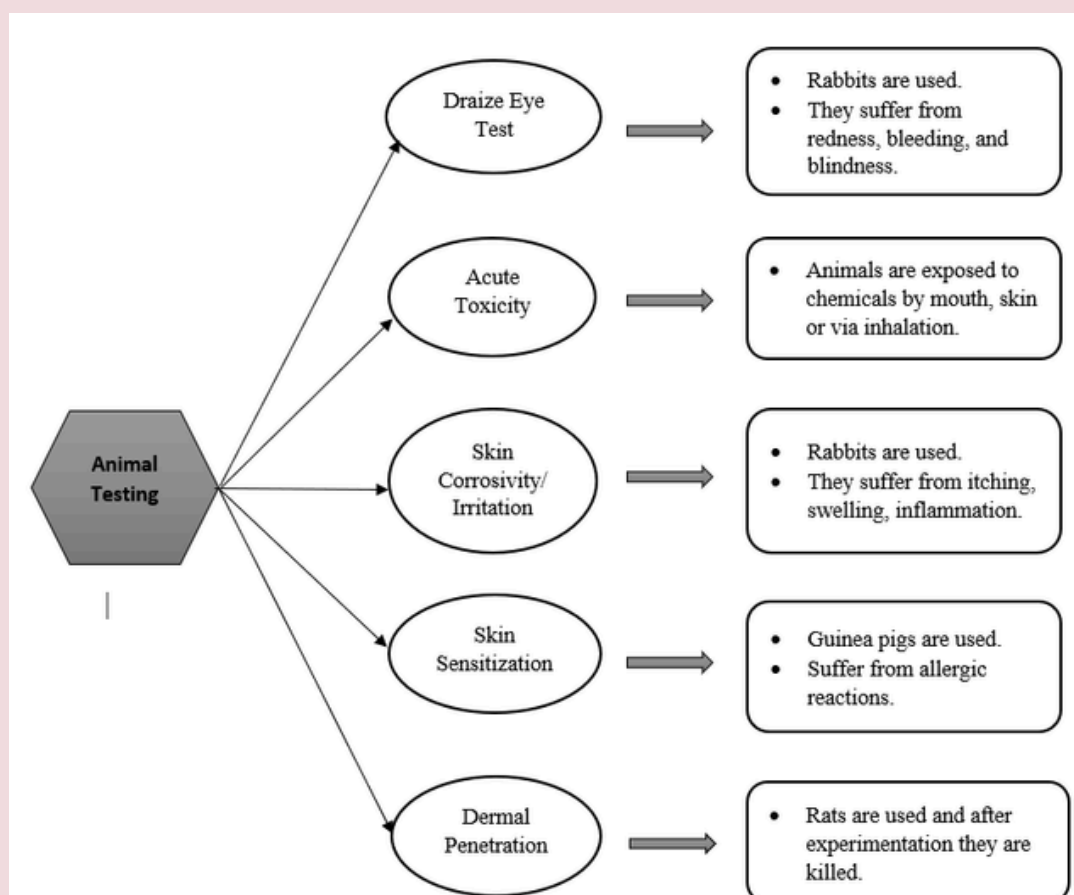 Draize Eye
Test
• Rabbits are used.
• They suffer from
redness, bleeding, and
blindness.
Acute
Toxicity
• Animals are exposed to
chemicals by mouth, skin
or via inhalation.
Animal
Testing
Skin
Corrosivity/
Irritation
• Rabbits are used.
• They suffer from itching,
swelling, inflammation.
Skin
Sensitization
• Guinea pigs are used.
• Suffer from allergic
reactions.
Dermal
Penetration
• Rats are used and after
experimentation they are
killed.